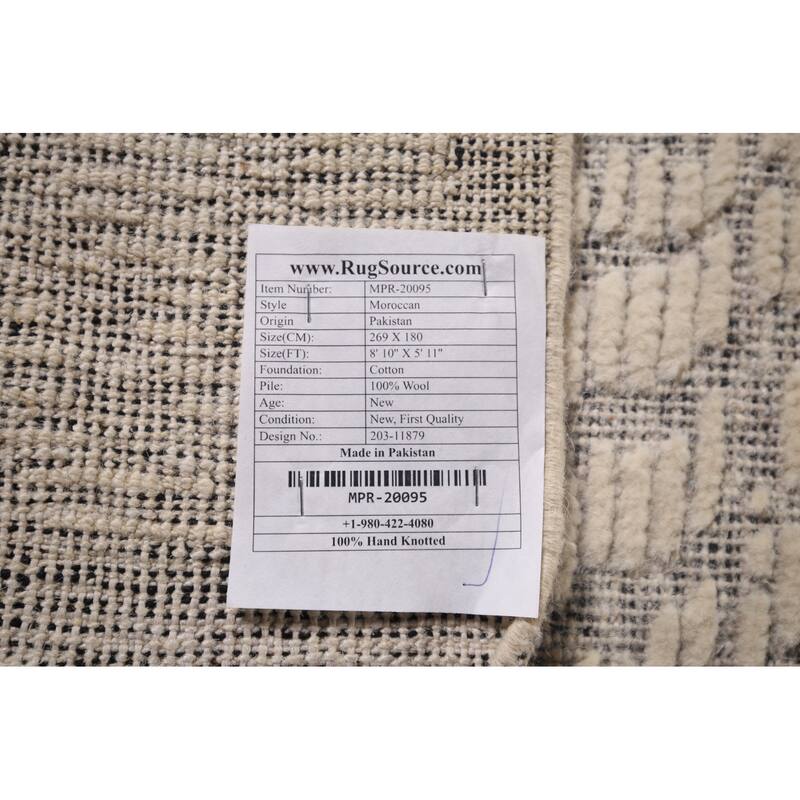 www.RugSource.com
Item Number: MPR-20095
Style Moroccan
Origin Pakistan
Size(CM): 269 X 180
Size(FT): 8' 10" X 5' 11"
Foundation: Cotton
Pile: 100% Wool
Age: New
Condition: New, First Quality
Design No.: 203-11879
Made in Pakistan
MPR-20095
+1-980-422-4080
100% Hand Knotted